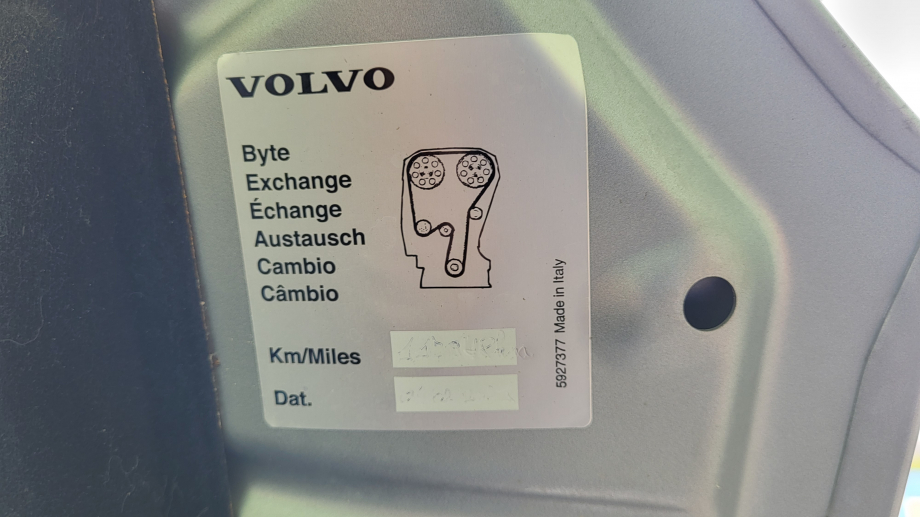 VOLVO
Byte
Exchange
Échange
Austausch
Cambio
Câmbio
Km/Miles
Dat.
5927377 Made in Italy